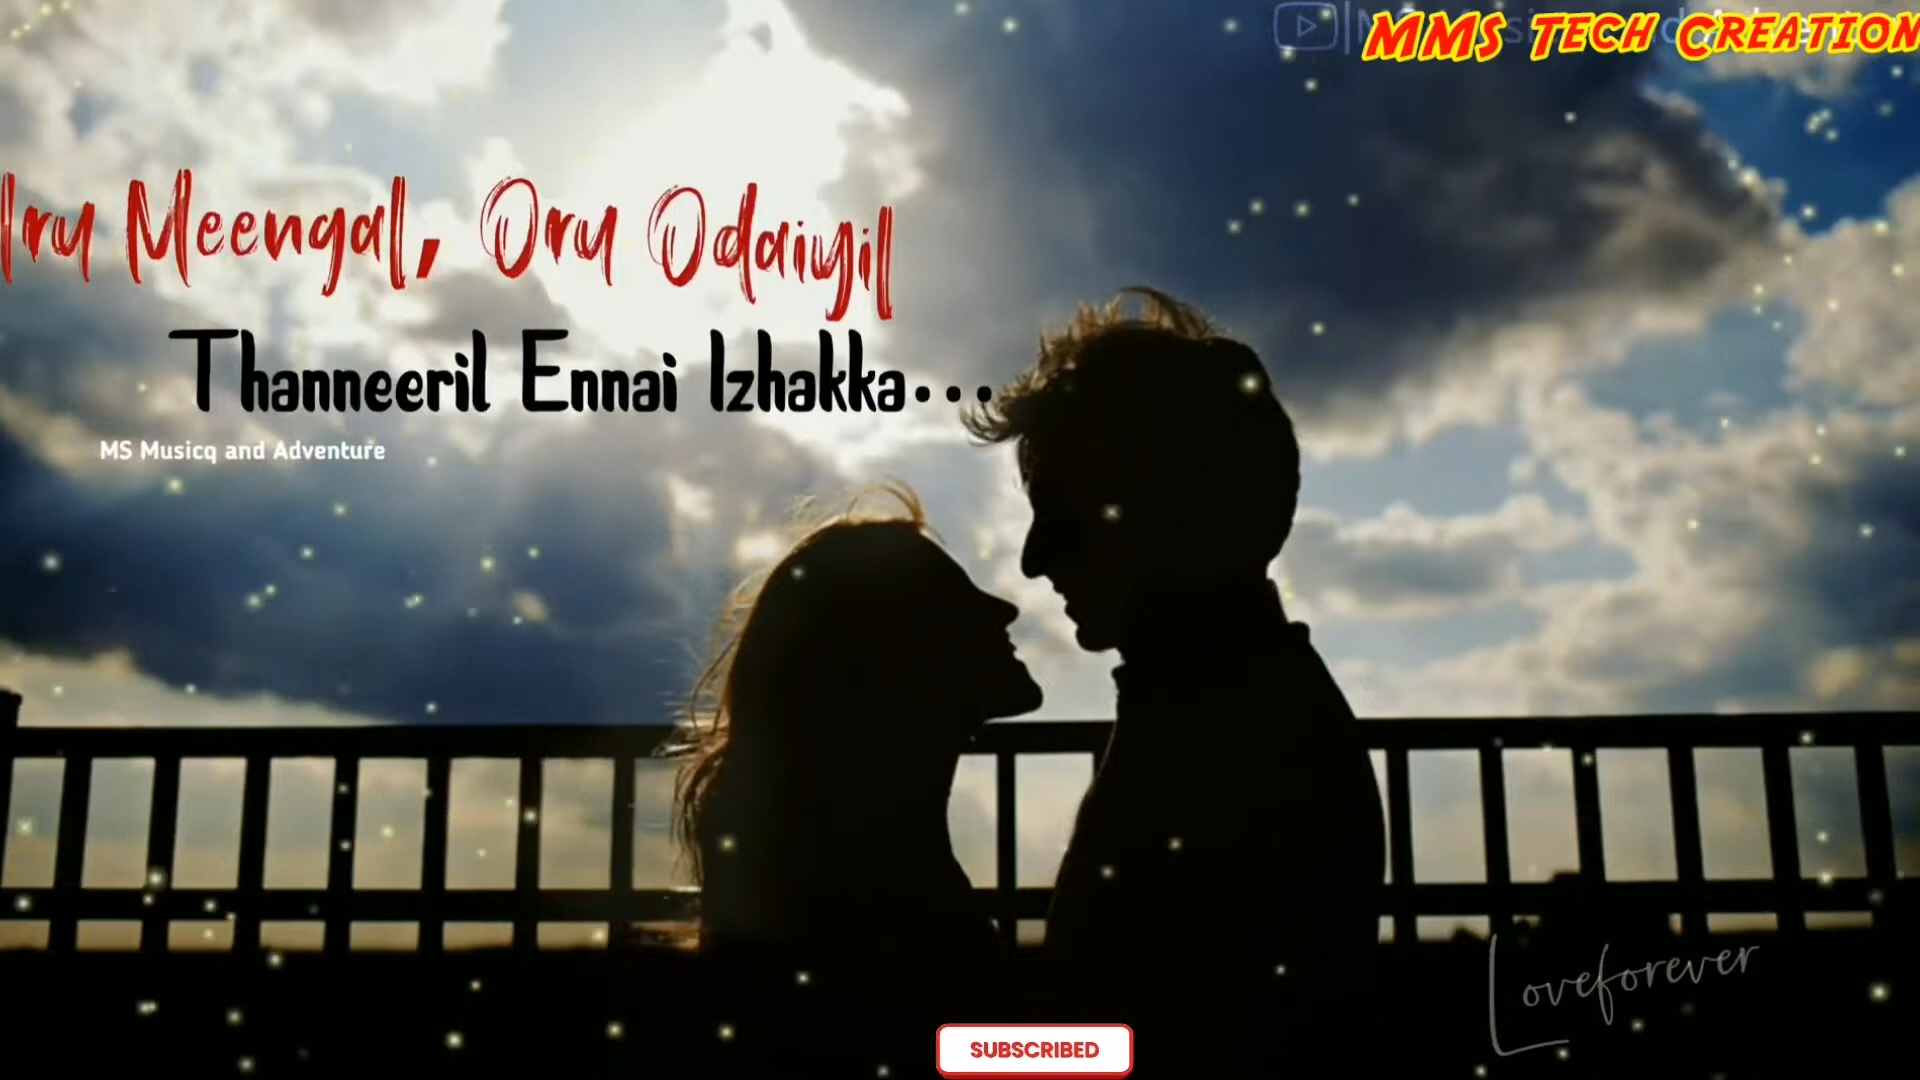 MMS TECH CREATION
Iru Meengal, Oru Odaiyil
Thanneeril Ennai Izhakka...
MS Musicq and Adventure
Loveforever
SUBSCRIBED